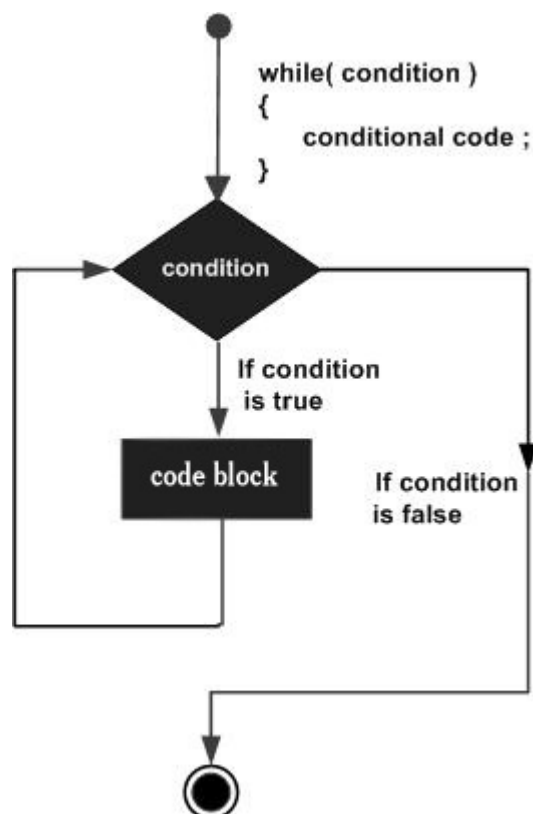 while( condition )
{
conditional code ;
}
condition
If condition
is true
code block
If condition
is false